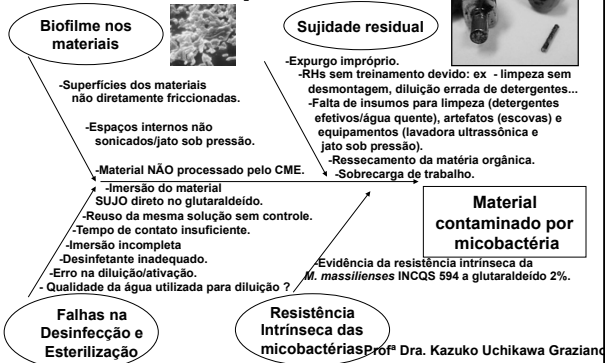 Biofilme nos
materiais
Sujidade residual
-Superfícies dos materiais
não diretamente friccionadas.
-Espaços internos não
sonicados/jato sob pressão.
-Material NÃO processado pelo CME.
-Expurgo impróprio.
-RHs sem treinamento devido: ex - limpeza sem
desmontagem, diluição errada de detergentes...
-Falta de insumos para limpeza (detergentes
efetivos/água quente), artefatos (escovas) e
equipamentos (lavadora ultrassônica e
jato sob pressão).
-Ressecamento da matéria orgânica.
-Sobrecarga de trabalho.
-Imersão do material
SUJO direto no glutaraldeído.
-Reuso da mesma solução sem controle.
-Tempo de contato insuficiente.
-Imersão incompleta
-Desinfetante inadequado.
-Erro na diluição/ativação.
- Qualidade da água utilizada para diluição ?
Material
contaminado por
micobactéria
-Evidência da resistência intrínseca da
M. massilienses INCQS 594 a glutaraldeído 2%.
Falhas na
Desinfecção e
Esterilização
Resistência
Intrínseca das
micobactérias
Profª Dra. Kazuko Uchikawa Graziano